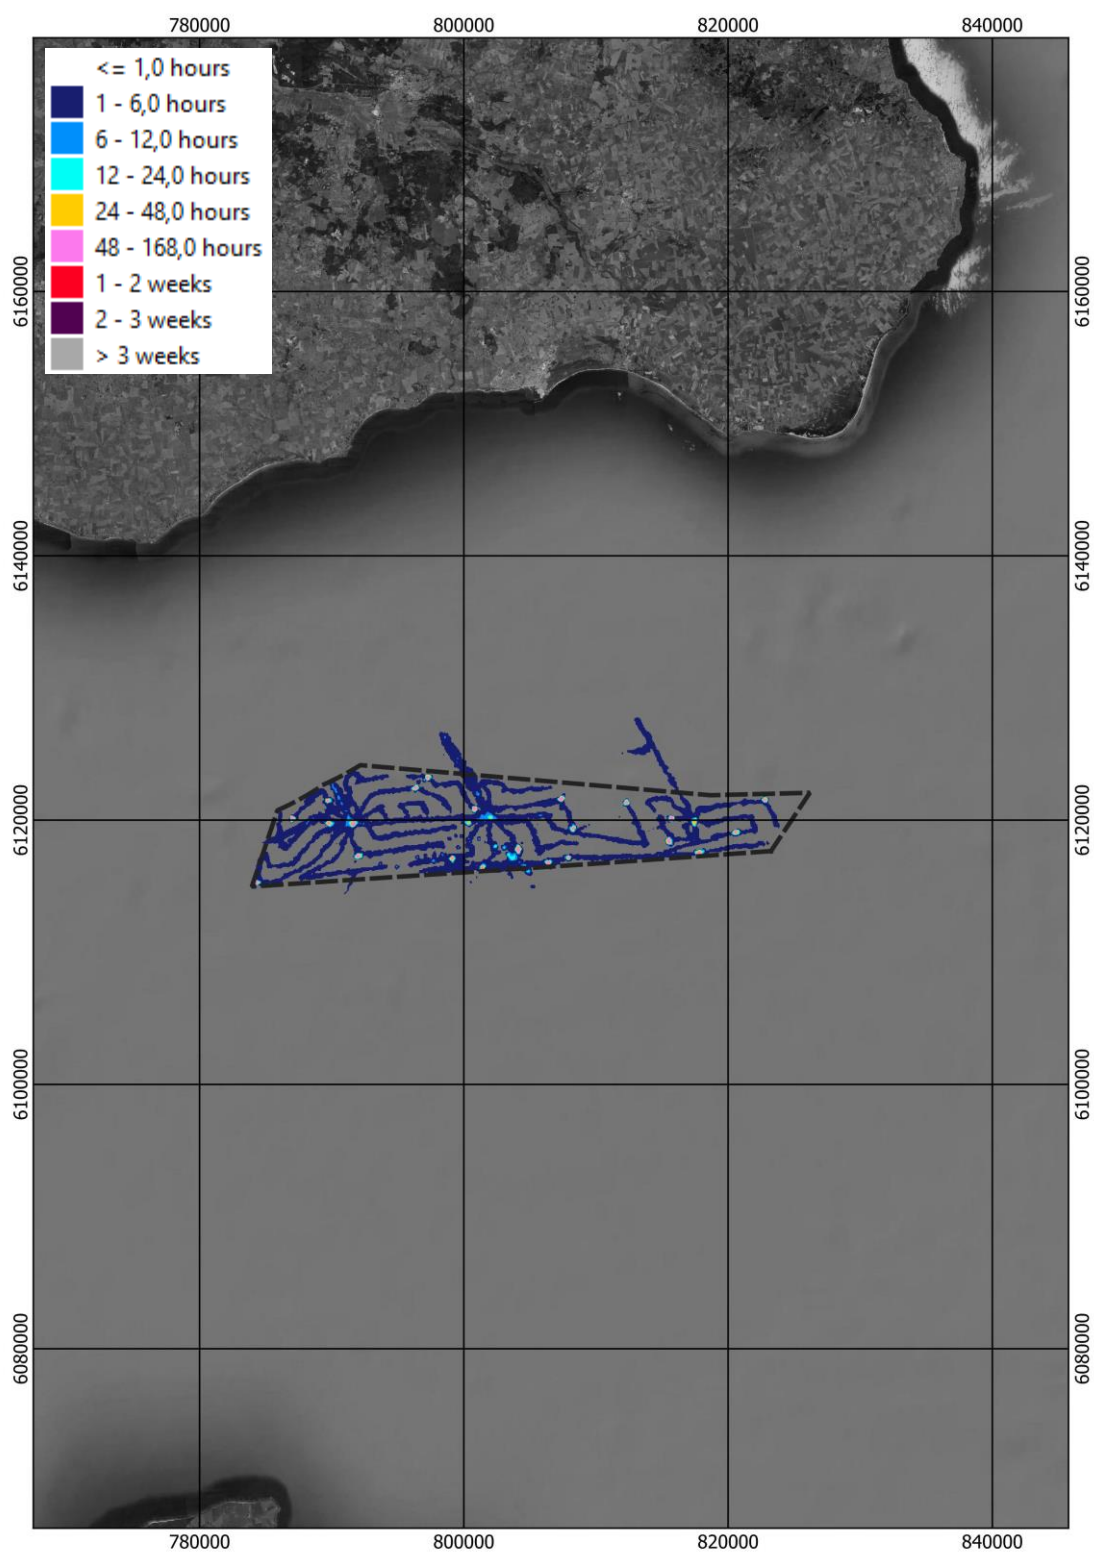 780000 800000 820000 840000
<= 1,0 hours
1 - 6,0 hours
6 - 12,0 hours
12 - 24,0 hours
24 - 48,0 hours
48 - 168,0 hours
1 - 2 weeks
2 - 3 weeks
> 3 weeks
6160000 6160000
6140000 6140000
6120000 6120000
6100000 6100000
6080000 6080000
780000 800000 820000 840000